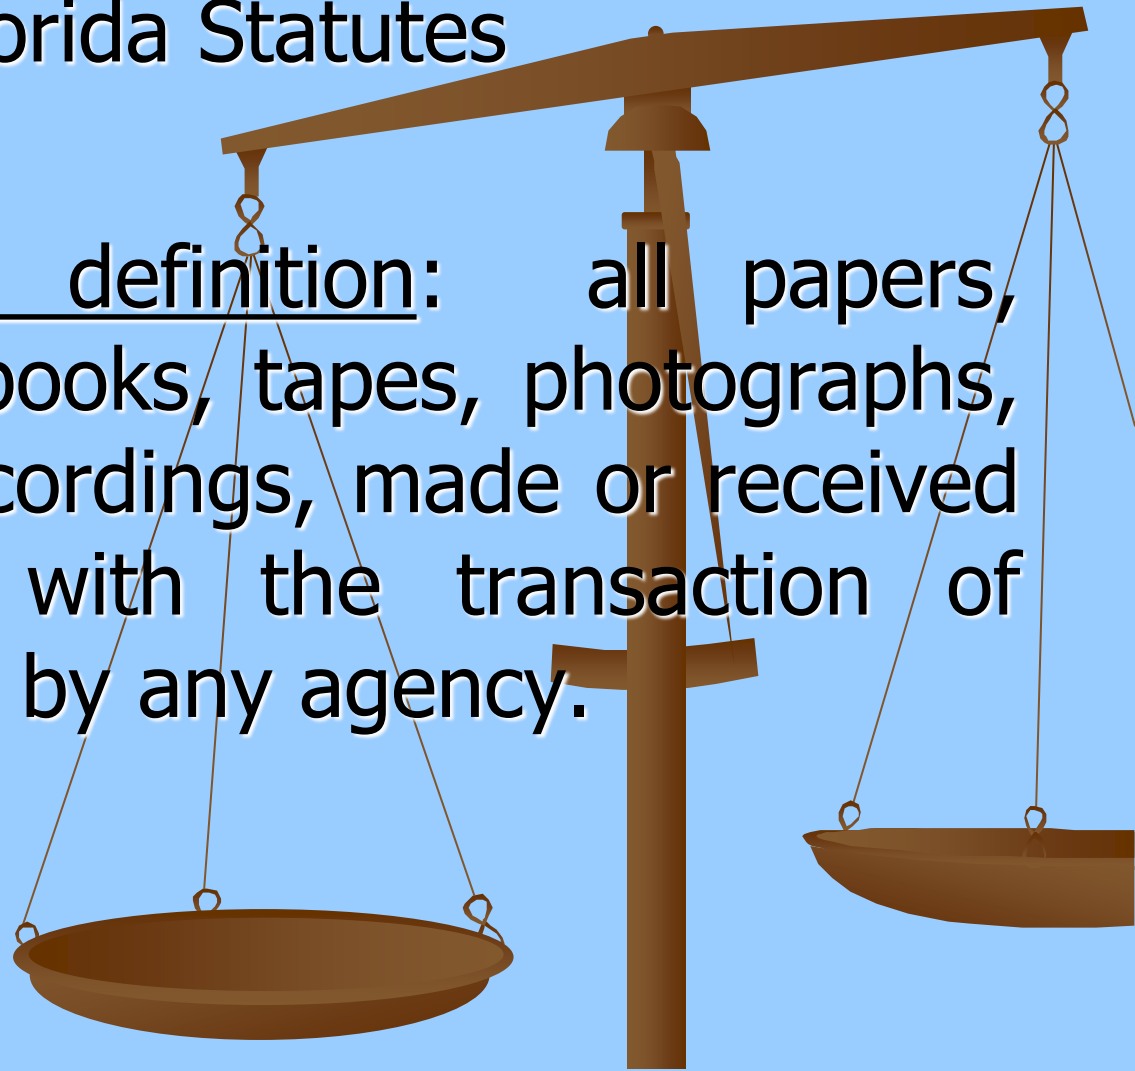 orida Statutes
definition: all papers,
books, tapes, photographs,
cordings, made or received
with the transaction of
by any agency.